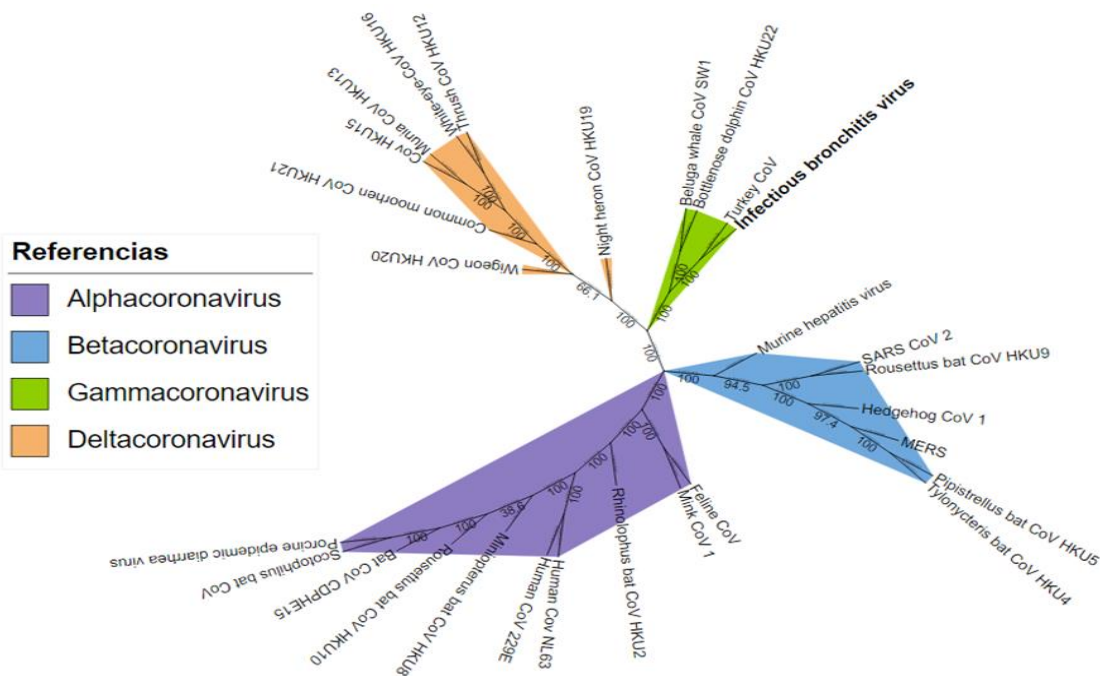 Referencias
Alphacoronavirus
Betacoronavirus
Gammacoronavirus
Deltacoronavirus
Thrush CoV HKU12
White-eye-CoV HKU16
Munia CoV HKU13
Cov HKU15
Common moorhen CoV HKU21
Wigeon CoV HKU20
Night heron CoV HKU19
Beluga whale CoV SW1
Bottlenose dolphin CoV HKU22
Turkey CoV
Infectious bronchitis virus
Murine hepatitis virus
SARS CoV 2
Rousettus bat CoV HKU9
Hedgehog CoV 1
MERS
Pipistrellus bat CoV HKU5
Tylonycteris bat CoV HKU4
Feline CoV
Mink CoV 1
Rhinolophus bat CoV HKU2
Human Cov NL63
Human CoV 229E
Miniopterus bat CoV HKU8
Rousettus bat CoV HKU10
Bat CoV CDPHE15
Scotophilus bat CoV
Porcine epidemic diarrhea virus
100
100
100
100
66.1
100
100
100
100
100
100
94.5
100
100
97.4
100
100
100
100
100
100
100
38.6
100
100